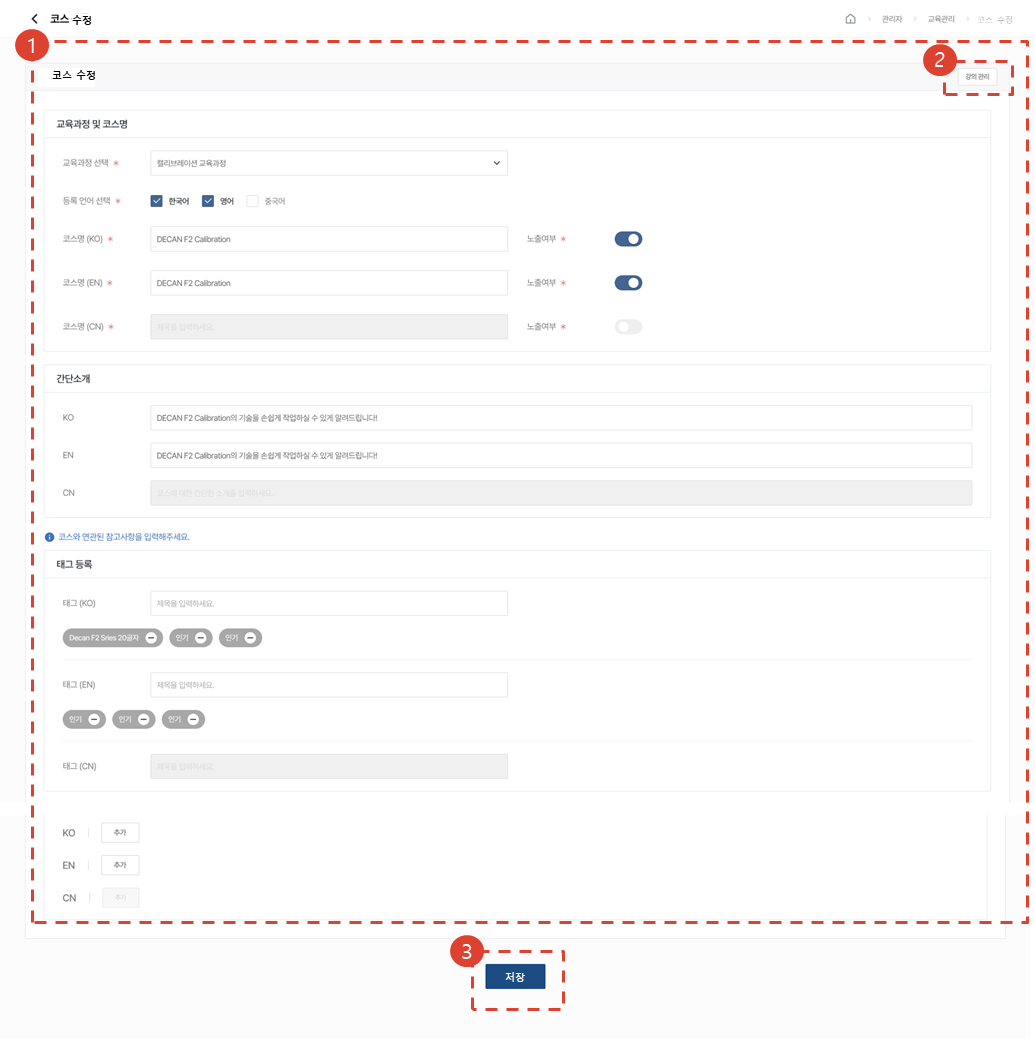 코스 수정
관리자 교육관리 코스 수정
1
2
코스 수정
강의 관리
교육과정 및 코스명
교육과정 선택 * 캘리브레이션 교육과정
등록 언어 선택 * 한국어 영어 중국어
코스명 (KO) * DECAN F2 Calibration 노출여부 *
코스명 (EN) * DECAN F2 Calibration 노출여부 *
코스명 (CN) * 제목을 입력하세요. 노출여부 *
간단소개
KO DECAN F2 Calibration의 기술을 손쉽게 작업하실 수 있게 알려드립니다!
EN DECAN F2 Calibration의 기술을 손쉽게 작업하실 수 있게 알려드립니다!
CN 코스에 대한 간단한 소개를 입력하세요.
코스와 연관된 참고사항을 입력해주세요.
태그 등록
태그 (KO) 제목을 입력하세요.
Decan F2 Sries 20글자 인기 인기
태그 (EN) 제목을 입력하세요.
인기 인기 인기
태그 (CN) 제목을 입력하세요.
KO 추가
EN 추가
CN 추가
3
저장